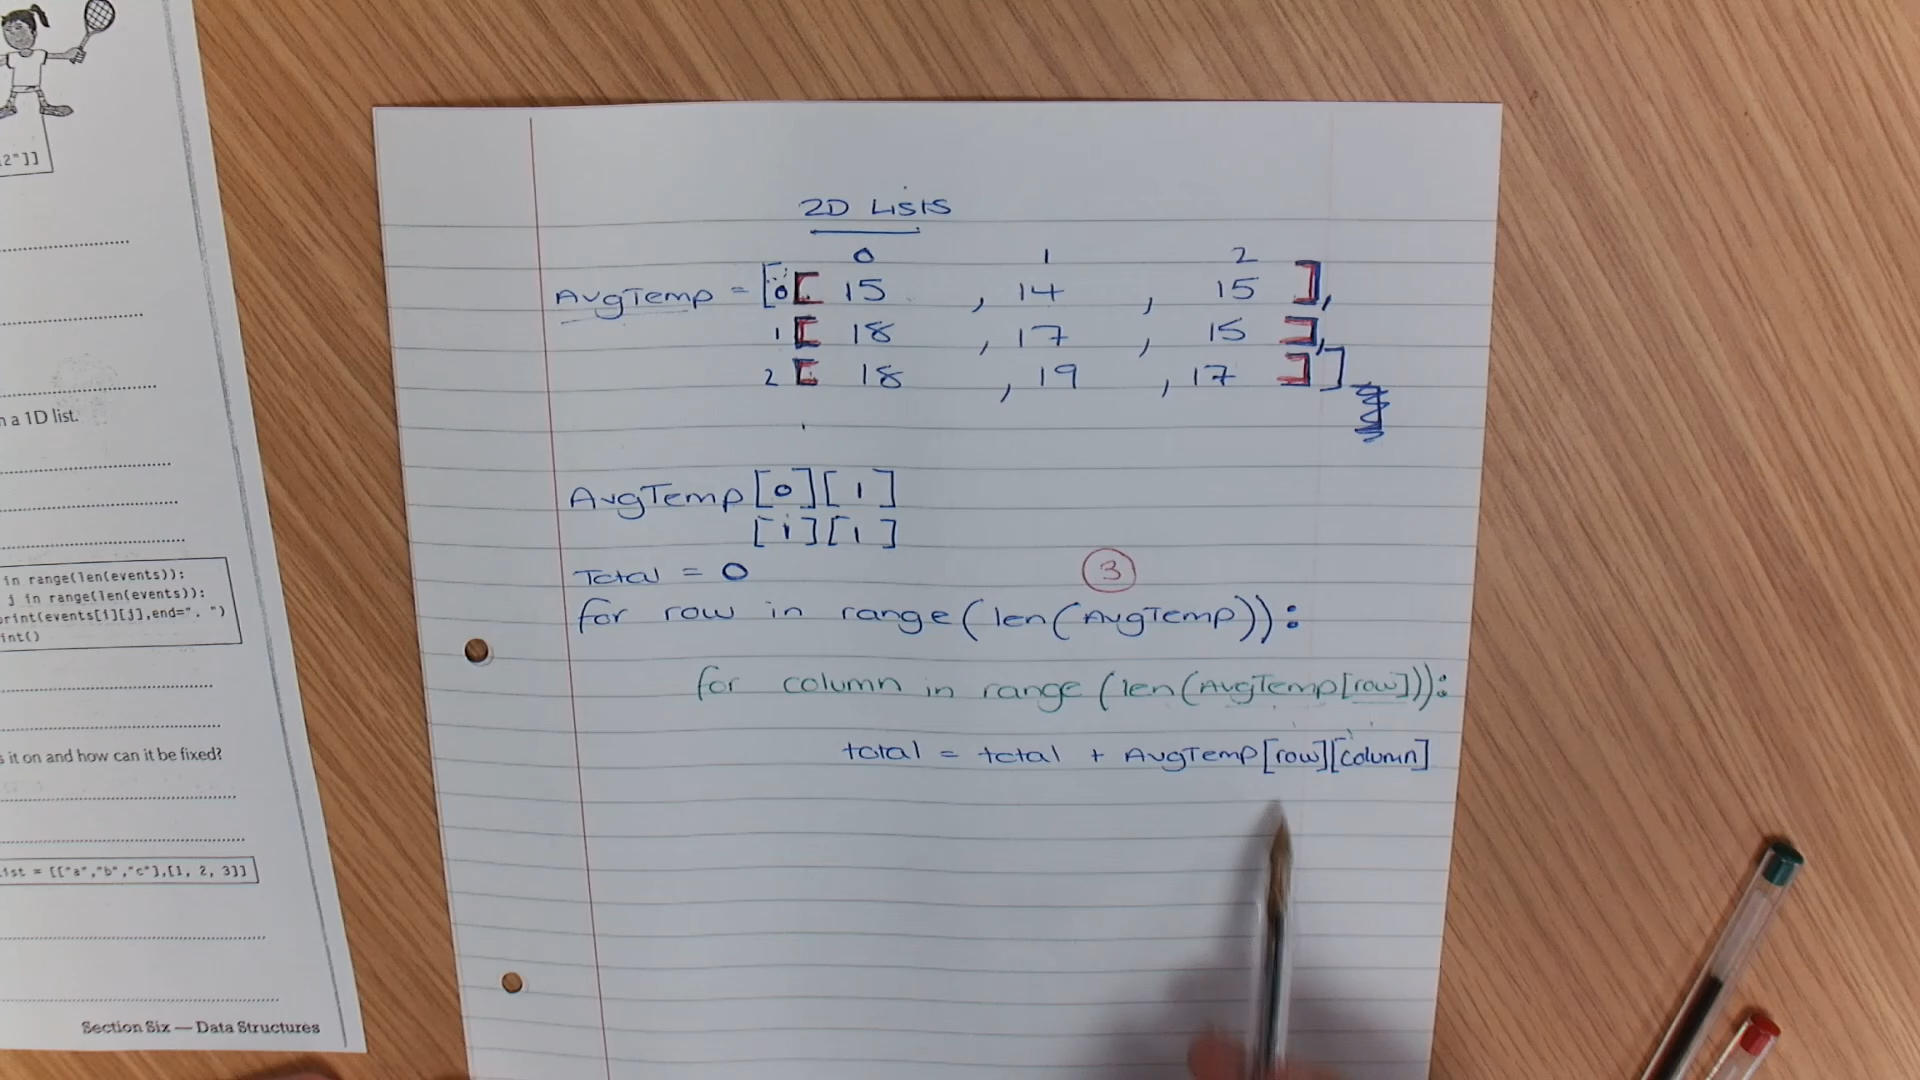 2"]]
n a 1D list.
in range(len(events)):
j in range(len(events)):
print(events[i][j],end=". ")
int()
s it on and how can it be fixed?
ist = [["a","b","c"],[1, 2, 3]]
Section Six — Data Structures
2D Lists
0 1 2
AvgTemp = [0[ 15 , 14 , 15 ],
1[ 18 , 17 , 15 ],
2[ 18 , 19 , 17 ]]
AvgTemp[0][1]
[1][1]
Total = 0
3
for row in range(len(AvgTemp)):
for column in range(len(AvgTemp[row])):
total = total + AvgTemp[row][column]